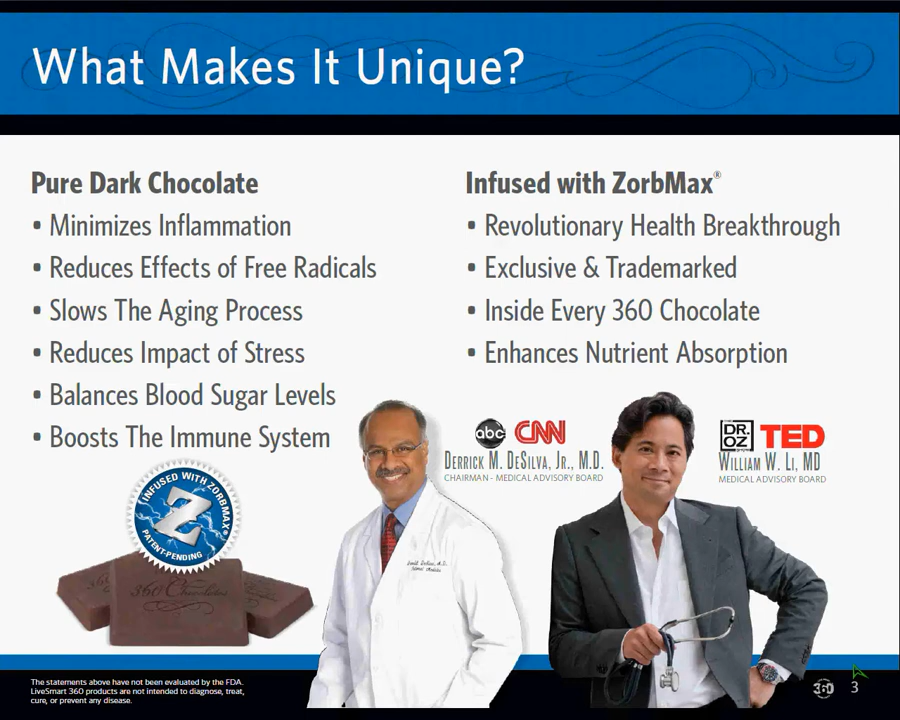 What Makes It Unique?
Pure Dark Chocolate
• Minimizes Inflammation
• Reduces Effects of Free Radicals
• Slows The Aging Process
• Reduces Impact of Stress
• Balances Blood Sugar Levels
• Boosts The Immune System
Infused with ZorbMax®
• Revolutionary Health Breakthrough
• Exclusive & Trademarked
• Inside Every 360 Chocolate
• Enhances Nutrient Absorption
abc CNN
DERRICK M. DESILVA, JR., M.D.
CHAIRMAN - MEDICAL ADVISORY BOARD
DR OZ TED
WILLIAM W. LI, MD
MEDICAL ADVISORY BOARD
INFUSED WITH ZORBMAX
Z
PATENT-PENDING
360 Chocolates
The statements above have not been evaluated by the FDA.
LiveSmart 360 products are not intended to diagnose, treat,
cure, or prevent any disease.
360 3